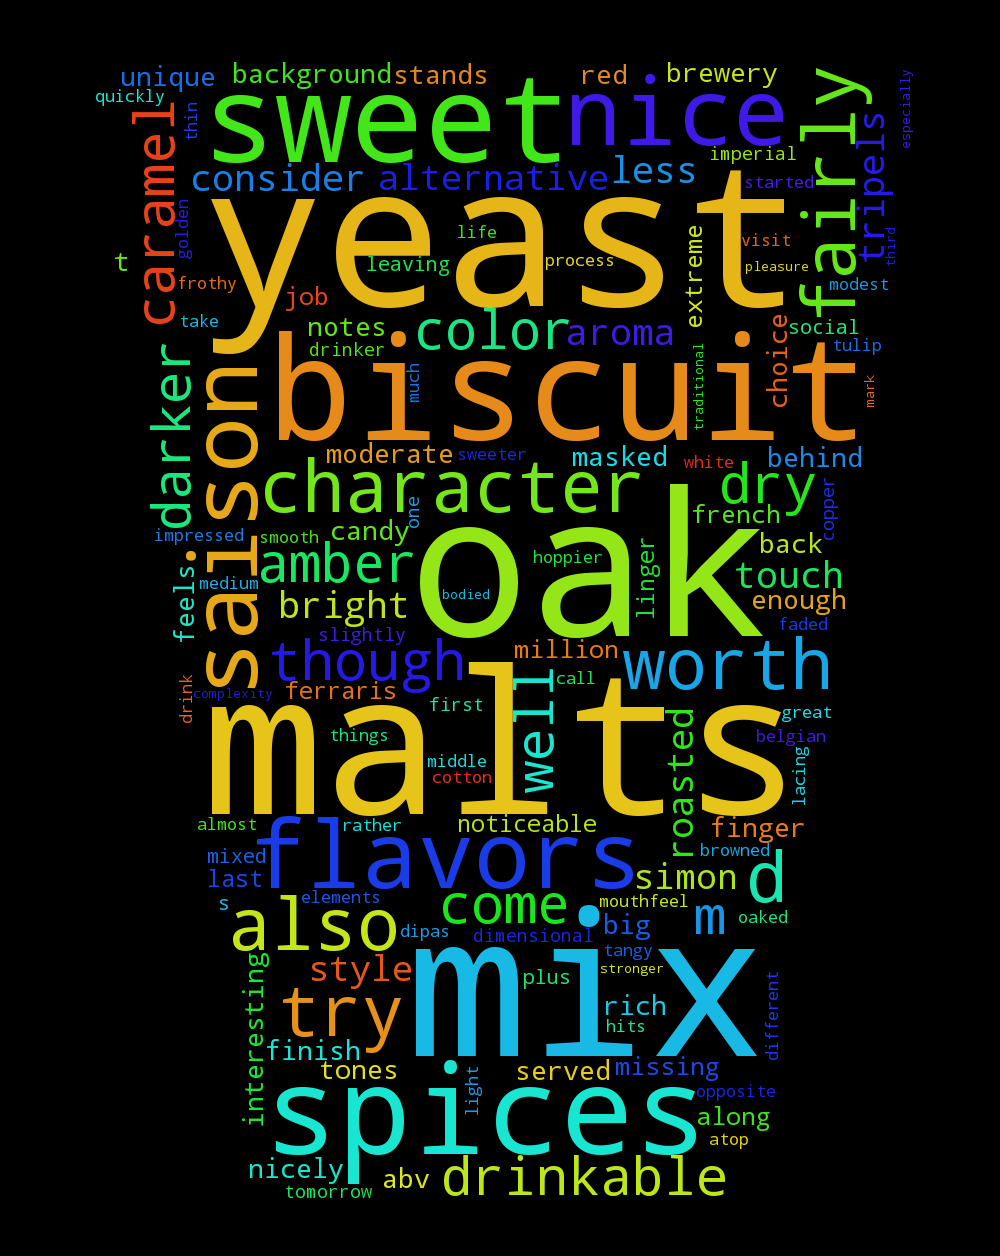 unique
background
stands
red
brewery
quickly
thin
caramel
sweet
nice
fairly
especially
tripels
imperial
consider
alternative
less
started
golden
yeast
life
visit
third
t
leaving
process
extreme
pleasure
frothy
job
modest
take
notes
color
aroma
social
drinker
choice
tulip
traditional
much
biscuit
mark
darker
saison
moderate
sweeter
masked
white
behind
character
dry
copper
one
french
impressed
smooth
candy
oak
hoppier
back
linger
amber
touch
feels
medium
bodied
bright
enough
slightly
faded
though
million
worth
drink
complexity
ferraris
call
well
first
great
malts
things
belgian
middle
cotton
roasted
lacing
almost
rather
noticeable
finger
flavors
browned
mixed
last
simon
d
elements
mouthfeel
s
come
m
oaked
also
dipas
dimensional
big
tangy
style
mix
plus
stronger
interesting
try
rich
different
hits
finish
tones
light
served
missing
opposite
spices
along
atop
nicely
abv
drinkable
tomorrow